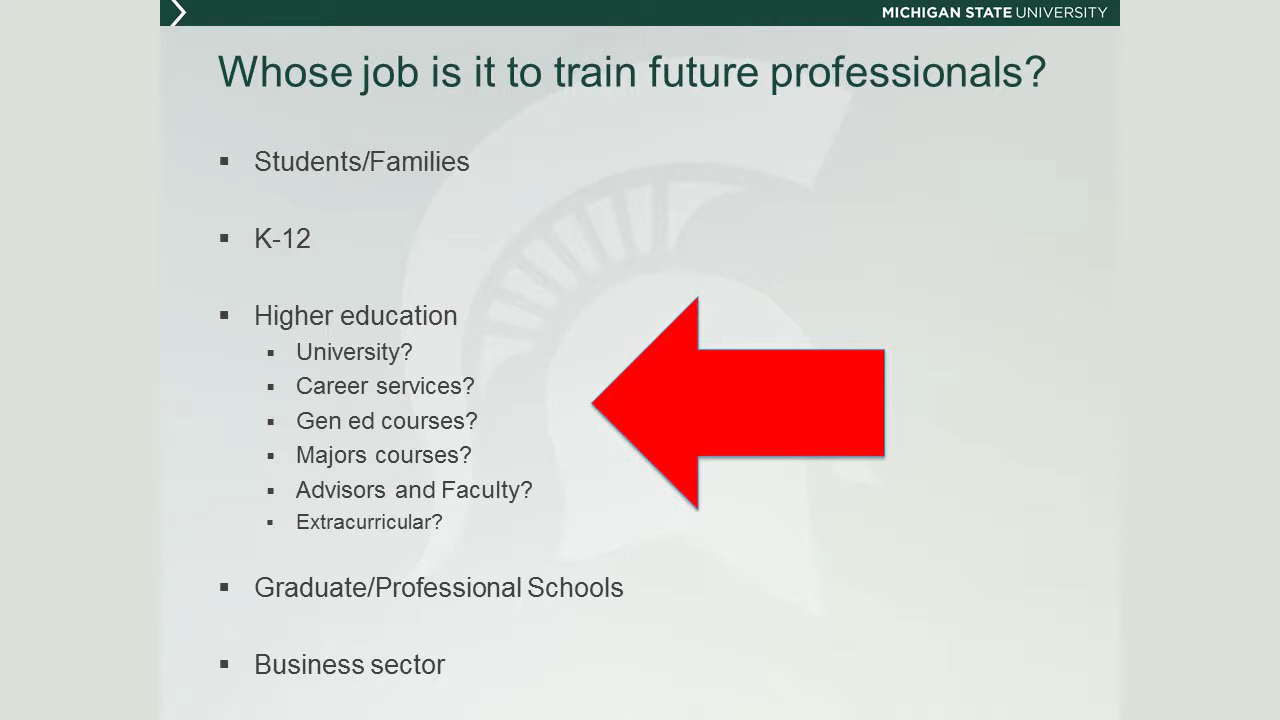 MICHIGAN STATE UNIVERSITY
Whose job is it to train future professionals?
▪ Students/Families
▪ K-12
▪ Higher education
▪ University?
▪ Career services?
▪ Gen ed courses?
▪ Majors courses?
▪ Advisors and Faculty?
▪ Extracurricular?
▪ Graduate/Professional Schools
▪ Business sector